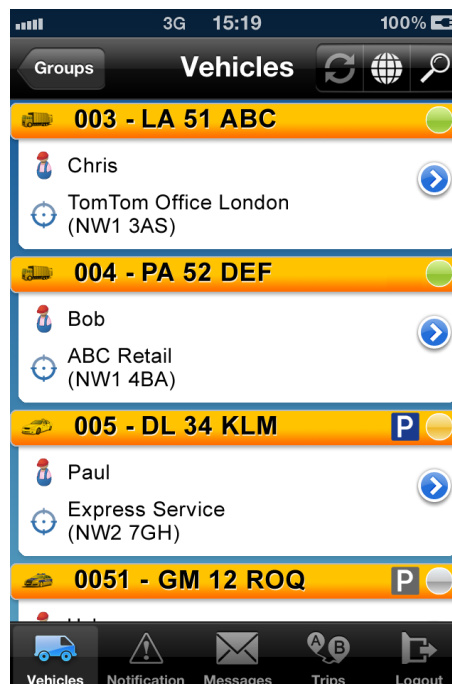 3G 15:19 100%
Groups Vehicles
003 - LA 51 ABC
Chris
TomTom Office London
(NW1 3AS)
004 - PA 52 DEF
Bob
ABC Retail
(NW1 4BA)
005 - DL 34 KLM P
Paul
Express Service
(NW2 7GH)
0051 - GM 12 ROQ P
A B
Vehicles Notification Messages Trips Logout